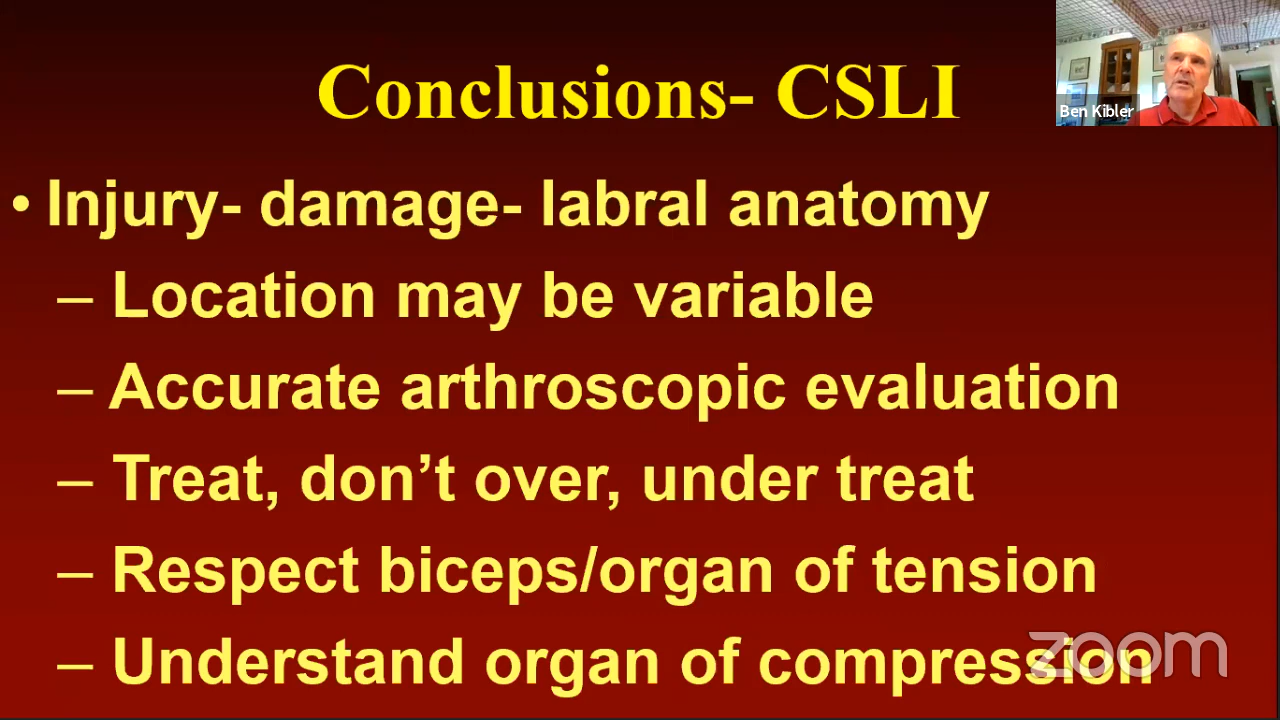 Conclusions- CSLI
Ben Kibler
• Injury- damage- labral anatomy
– Location may be variable
– Accurate arthroscopic evaluation
– Treat, don’t over, under treat
– Respect biceps/organ of tension
– Understand organ of compression
zoom